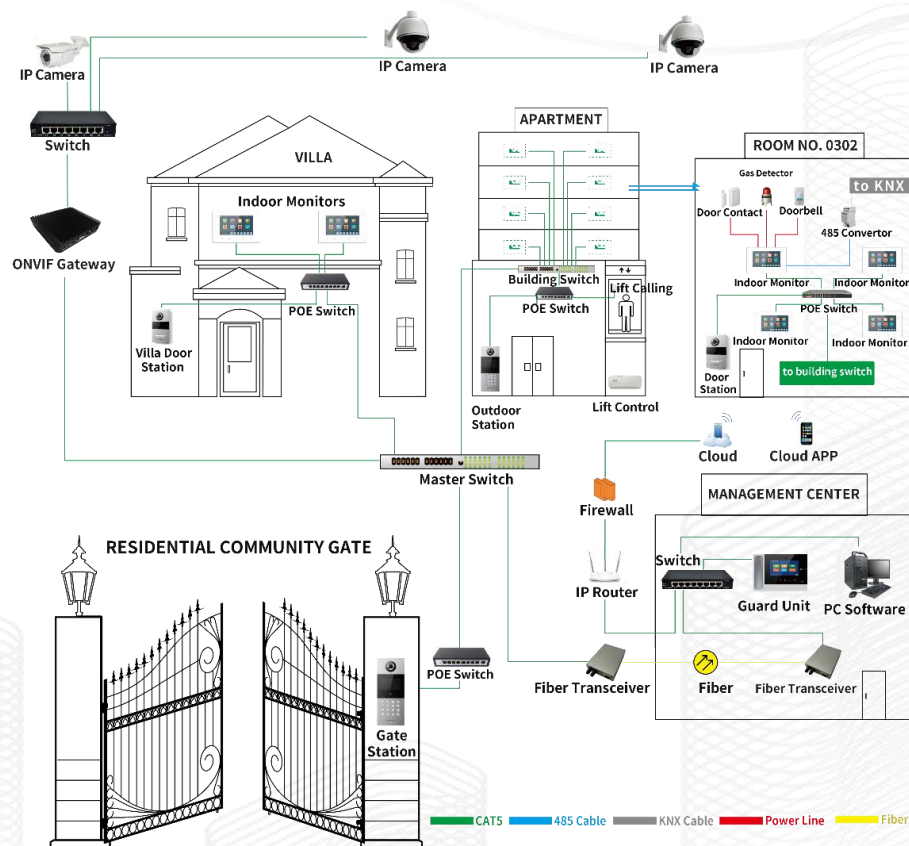 IP Camera
IP Camera
IP Camera
Switch
ONVIF Gateway
VILLA
Indoor Monitors
POE Switch
Villa Door
Station
APARTMENT
Building Switch
POE Switch
Lift Calling
Outdoor
Station
Lift Control
ROOM NO. 0302
Gas Detector
to KNX
Door Contact
Doorbell
485 Convertor
Indoor Monitor
Indoor Monitor
POE Switch
Indoor Monitor
Indoor Monitor
Door
Station
to building switch
Master Switch
Cloud
Cloud APP
Firewall
IP Router
MANAGEMENT CENTER
Switch
Guard Unit
PC Software
Fiber Transceiver
Fiber
Fiber Transceiver
RESIDENTIAL COMMUNITY GATE
POE Switch
Gate
Station
CAT5
485 Cable
KNX Cable
Power Line
Fiber